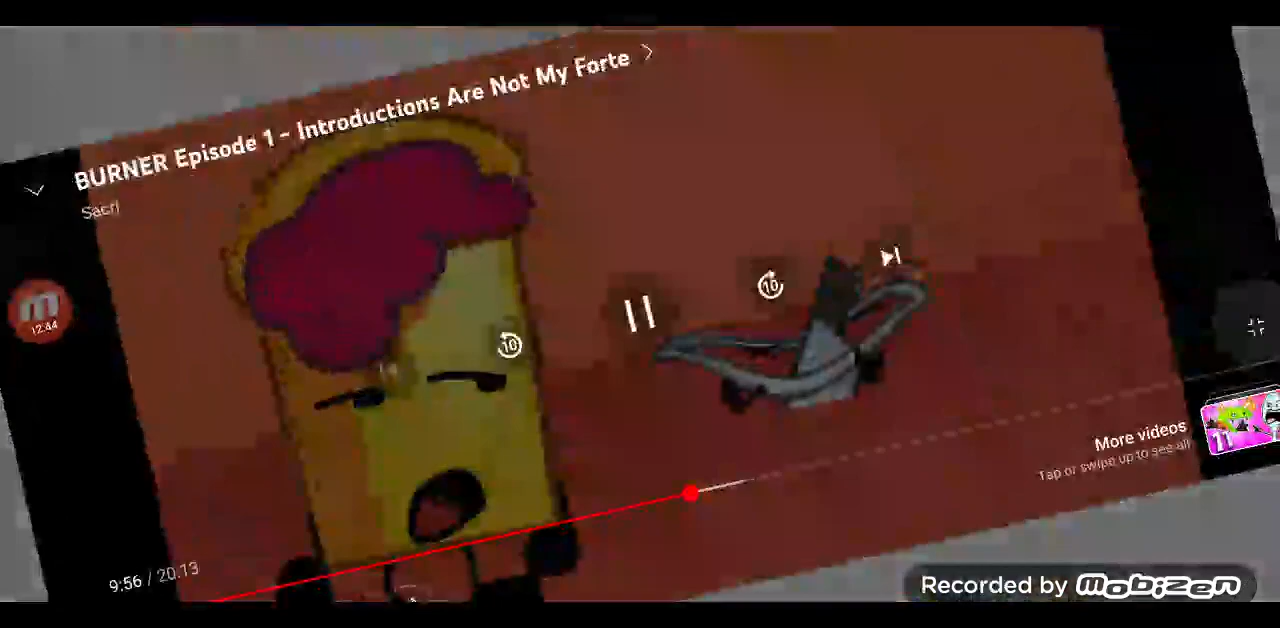 BURNER Episode 1 - Introductions Are Not My Forte
Sacri
m
12:44
10
10
More videos
Tap or swipe up to see all
11
9:56 / 20:13
Recorded by mobizen